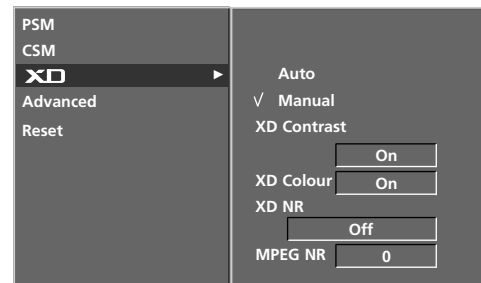 PSM
CSM
XD
Advanced
Reset
Auto
√ Manual
XD Contrast
On
XD Colour On
XD NR
Off
MPEG NR 0